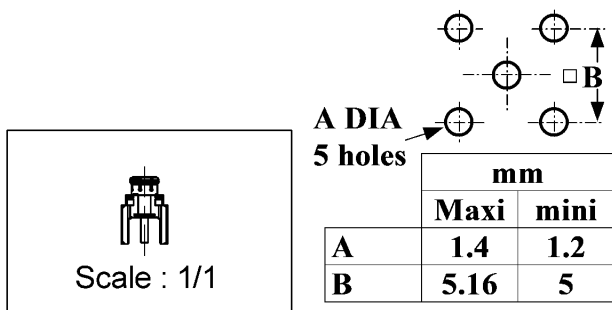 □ B
A DIA
5 holes
mm
Maxi mini
A 1.4 1.2
B 5.16 5
Scale : 1/1